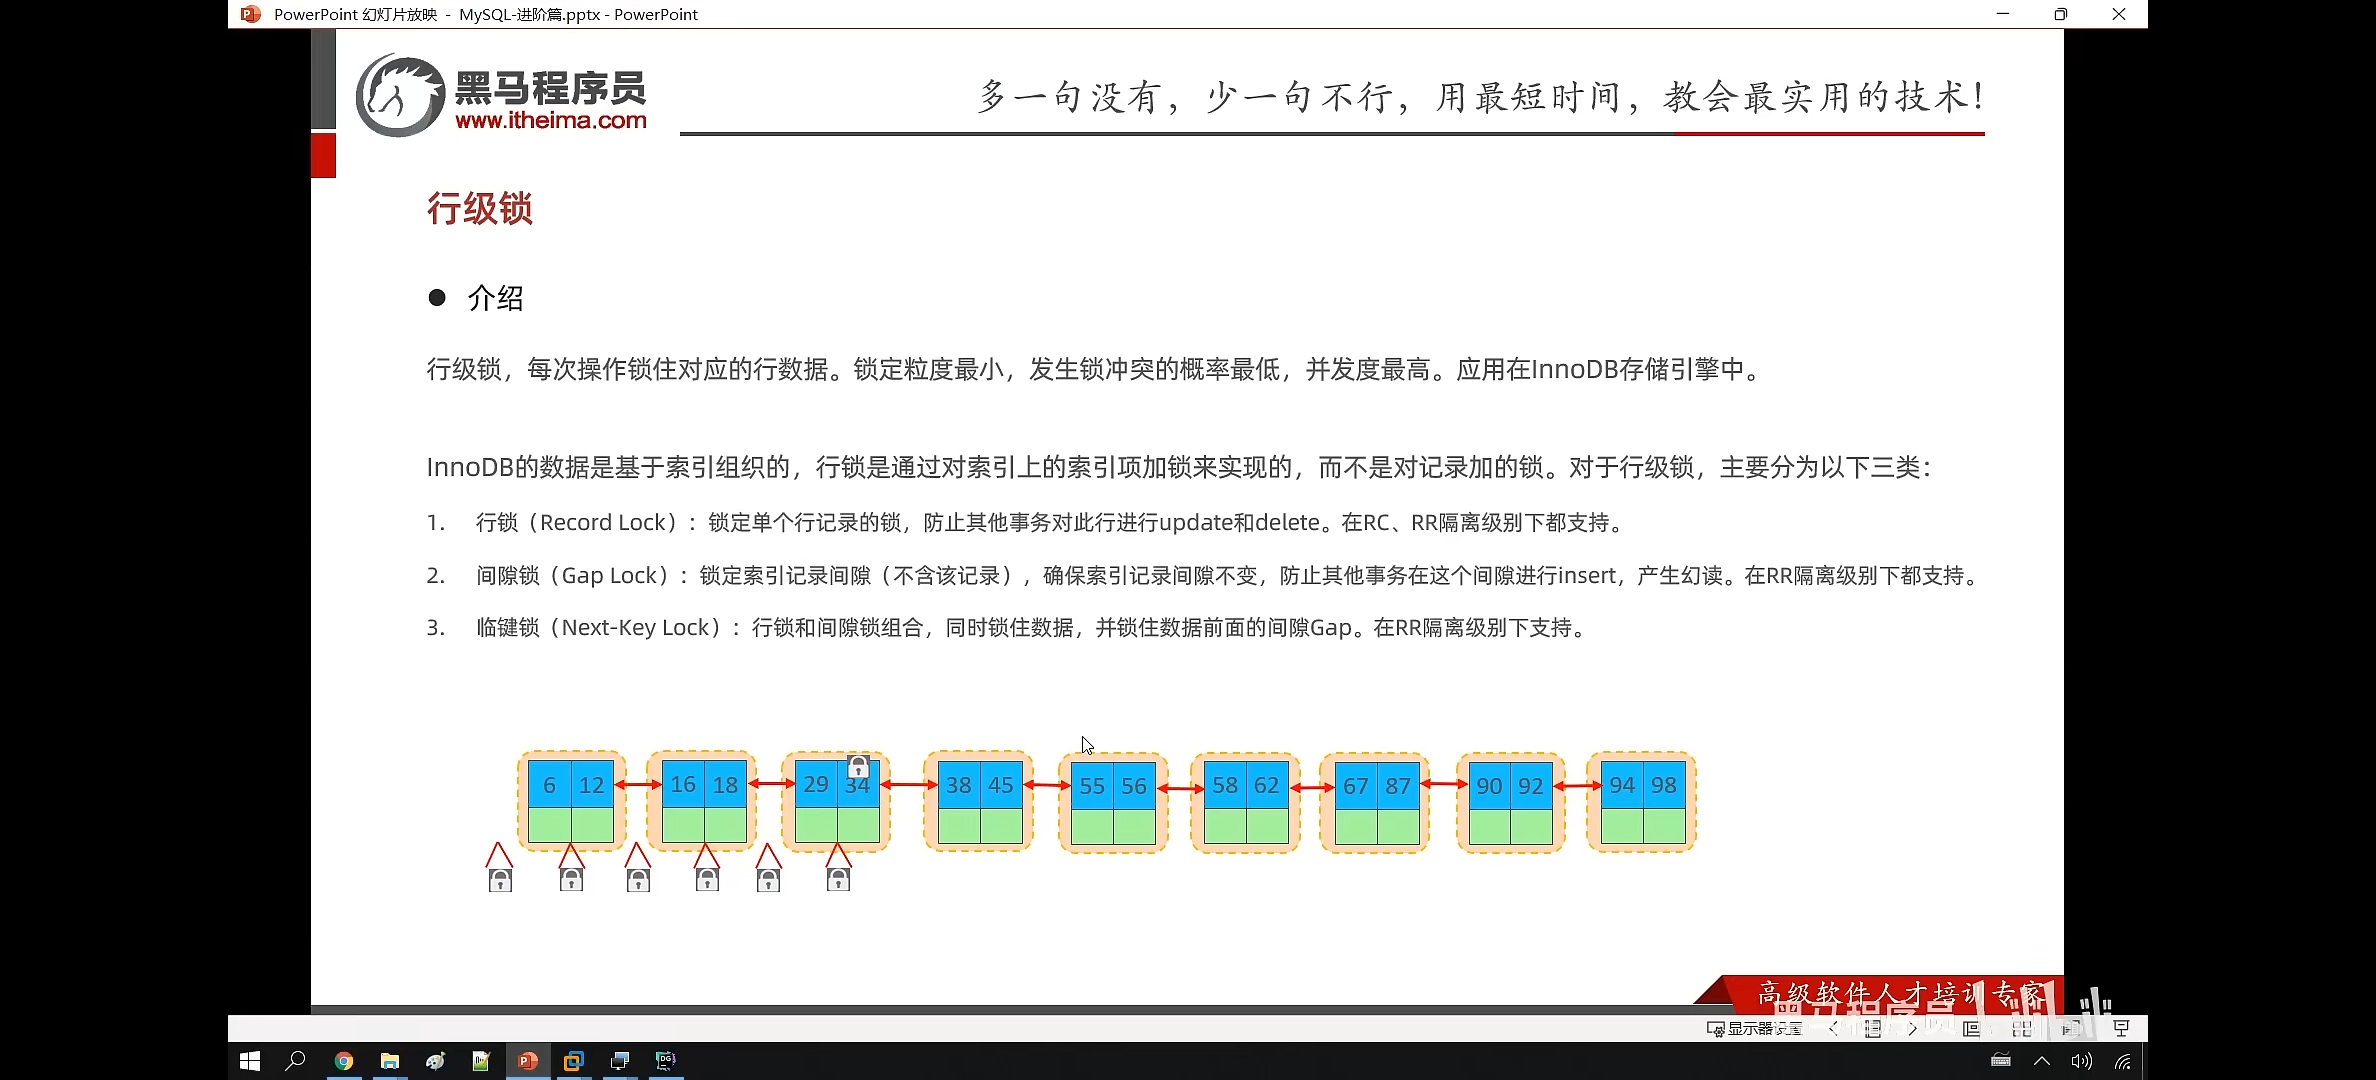 PowerPoint 幻灯片放映 - MySQL-进阶篇.pptx - PowerPoint
黑马程序员
www.itheima.com
多一句没有，少一句不行，用最短时间，教会最实用的技术！
行级锁
● 介绍
行级锁，每次操作锁住对应的行数据。锁定粒度最小，发生锁冲突的概率最低，并发度最高。应用在InnoDB存储引擎中。
InnoDB的数据是基于索引组织的，行锁是通过对索引上的索引项加锁来实现的，而不是对记录加的锁。对于行级锁，主要分为以下三类：
1. 行锁（Record Lock）：锁定单个行记录的锁，防止其他事务对此行进行update和delete。在RC、RR隔离级别下都支持。
2. 间隙锁（Gap Lock）：锁定索引记录间隙（不含该记录），确保索引记录间隙不变，防止其他事务在这个间隙进行insert，产生幻读。在RR隔离级别下都支持。
3. 临键锁（Next-Key Lock）：行锁和间隙锁组合，同时锁住数据，并锁住数据前面的间隙Gap。在RR隔离级别下支持。
6 12 16 18 29 34 38 45 55 56 58 62 67 87 90 92 94 98
高级软件人才培训专家
黑马程序员
显示器设置